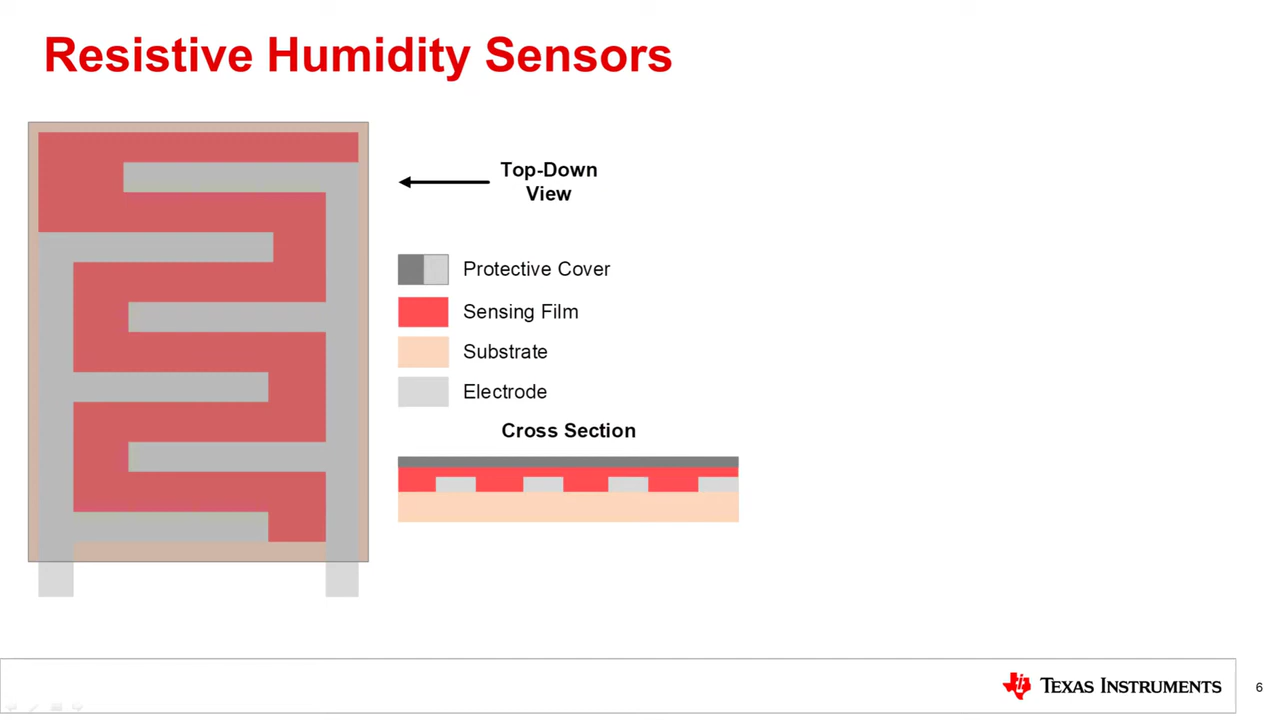 Resistive Humidity Sensors
Top-Down
View
Protective Cover
Sensing Film
Substrate
Electrode
Cross Section
TEXAS INSTRUMENTS
6